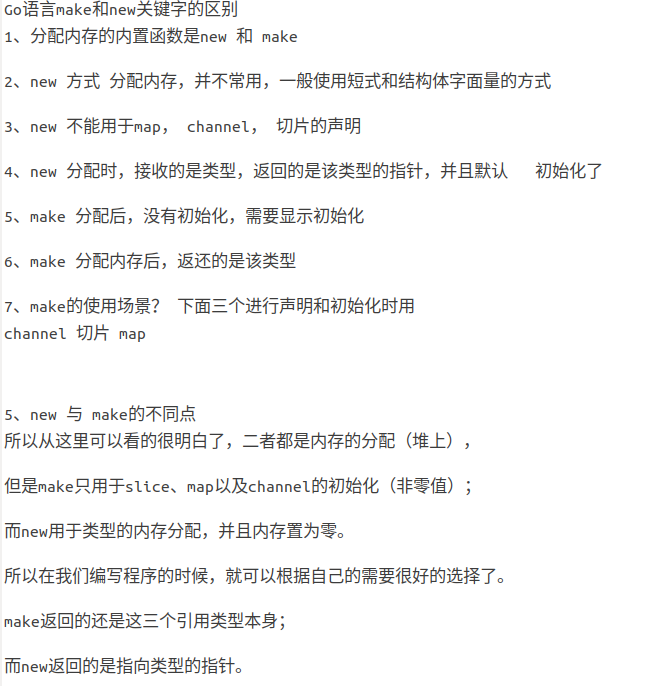 Go语言make和new关键字的区别
1、分配内存的内置函数是new 和 make
2、new 方式 分配内存，并不常用，一般使用短式和结构体字面量的方式
3、new 不能用于map， channel， 切片的声明
4、new 分配时，接收的是类型，返回的是该类型的指针，并且默认   初始化了
5、make 分配后，没有初始化，需要显示初始化
6、make 分配内存后，返还的是该类型
7、make的使用场景？ 下面三个进行声明和初始化时用
channel 切片 map
5、new 与 make的不同点
所以从这里可以看的很明白了，二者都是内存的分配（堆上），
但是make只用于slice、map以及channel的初始化（非零值）；
而new用于类型的内存分配，并且内存置为零。
所以在我们编写程序的时候，就可以根据自己的需要很好的选择了。
make返回的还是这三个引用类型本身；
而new返回的是指向类型的指针。